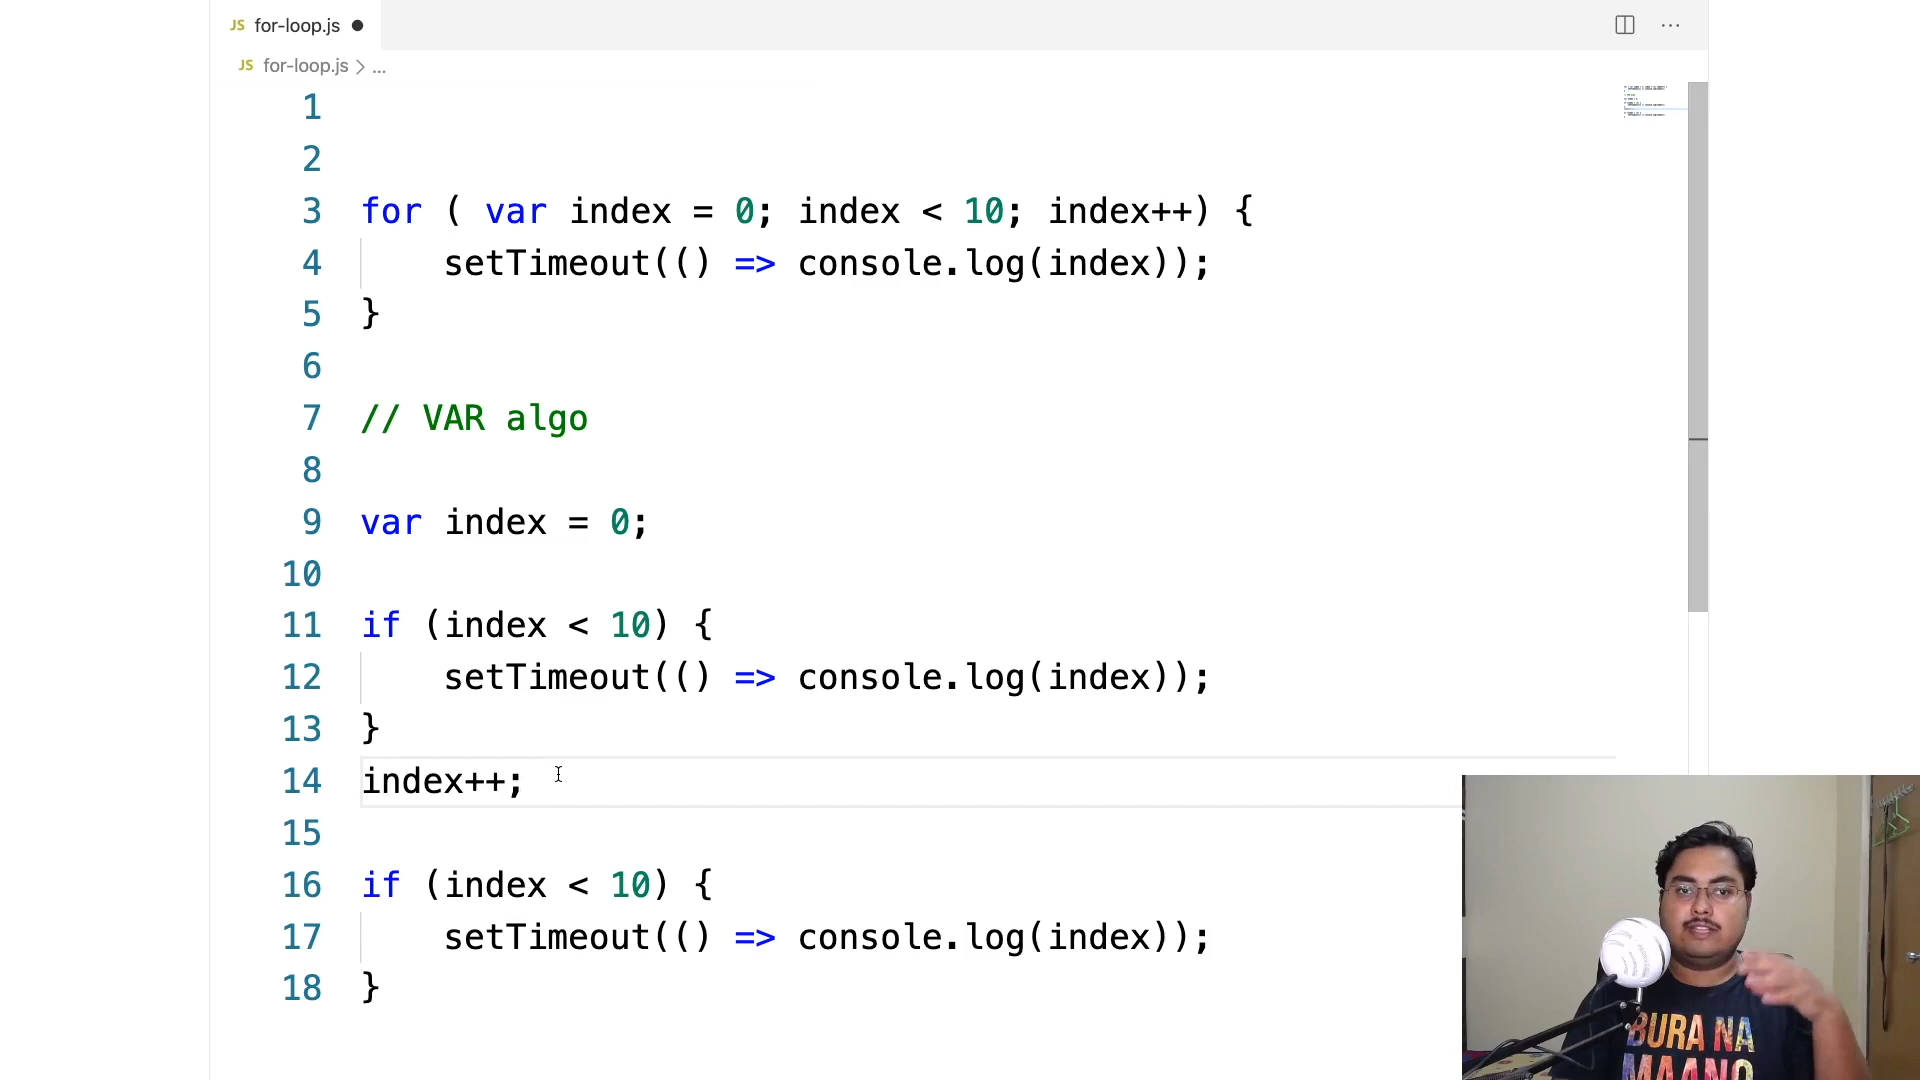 JS for-loop.js ●
JS for-loop.js > ...
1
2
3 for ( var index = 0; index < 10; index++) {
4 setTimeout(() => console.log(index));
5 }
6
7 // VAR algo
8
9 var index = 0;
10
11 if (index < 10) {
12 setTimeout(() => console.log(index));
13 }
14 index++;
15
16 if (index < 10) {
17 setTimeout(() => console.log(index));
18 }
BURA NA
MAANO